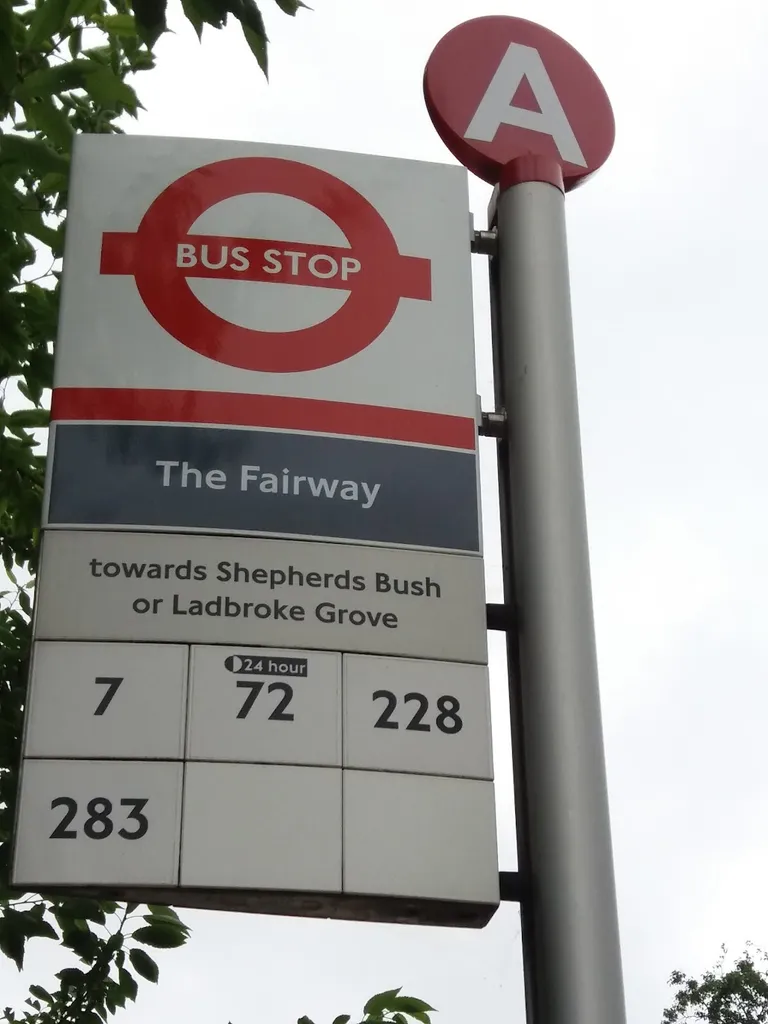 A
BUS STOP
The Fairway
towards Shepherds Bush
or Ladbroke Grove
7
24 hour
72
228
283